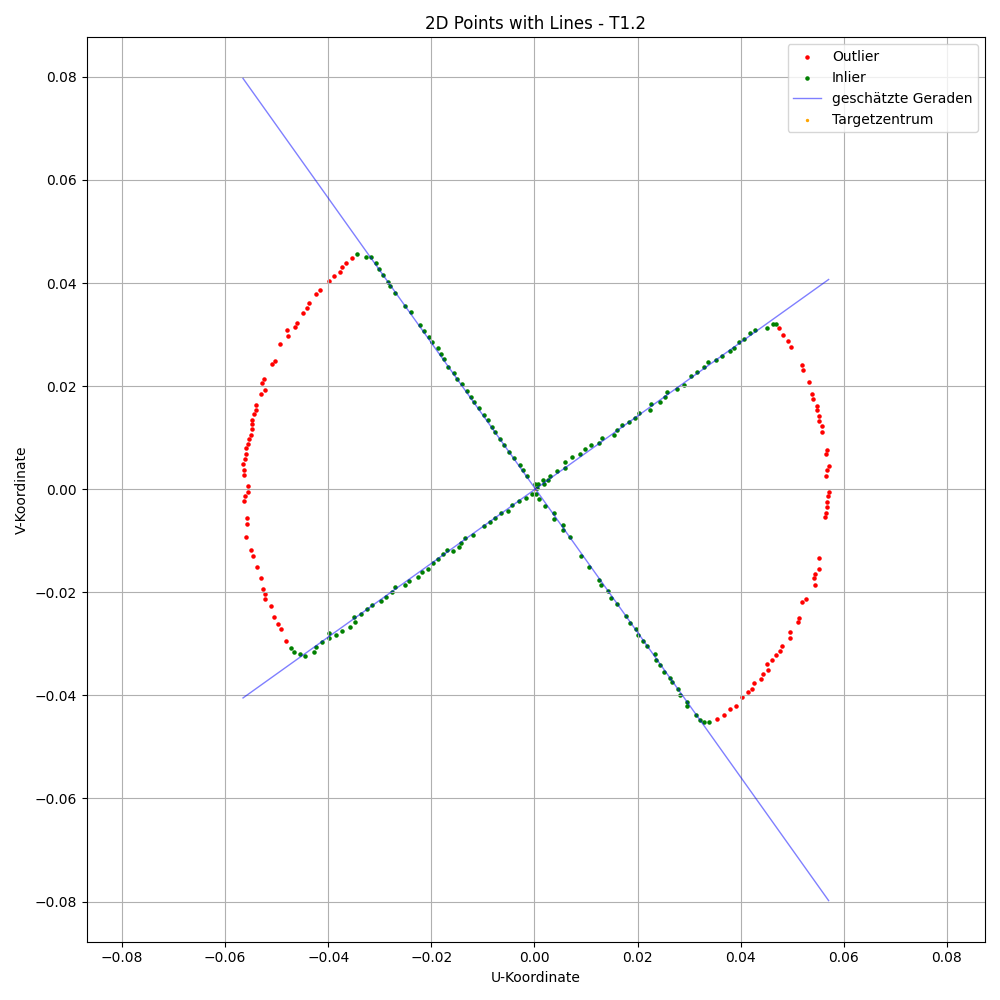 2D Points with Lines - T1.2
Outlier
Inlier
geschätzte Geraden
Targetzentrum
0.08
0.06
0.04
0.02
0.00
−0.02
−0.04
−0.06
−0.08
V-Koordinate
−0.08 −0.06 −0.04 −0.02 0.00 0.02 0.04 0.06 0.08
U-Koordinate